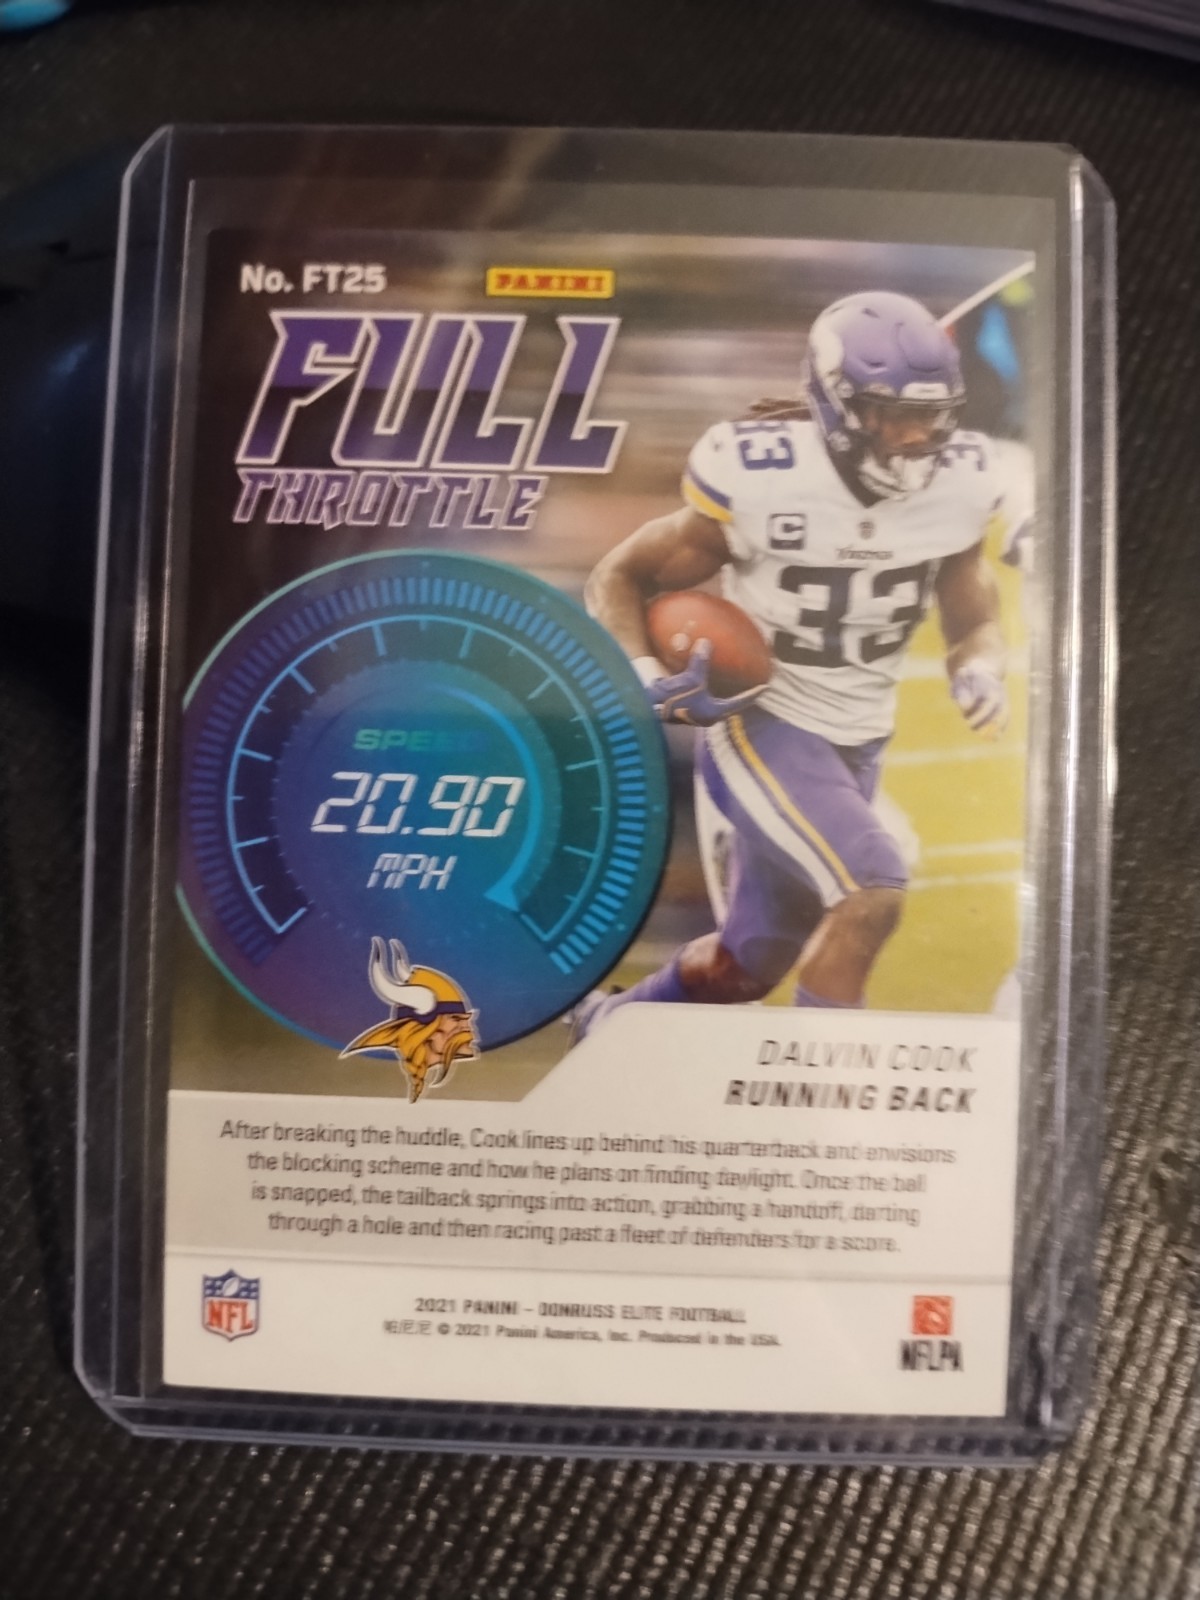 No. FT25
PANINI
FULL
THROTTLE
33
C
VIKINGS
33
SPEED
20.90
MPH
DALVIN COOK
RUNNING BACK
After breaking the huddle, Cook lines up behind his quarterback and envisions
the blocking scheme and how he plans on finding daylight. Once the ball
is snapped, the tailback springs into action, grabbing a handoff, darting
through a hole and then racing past a fleet of defenders for a score.
NFL
2021 PANINI - DONRUSS ELITE FOOTBALL
帕尼尼 © 2021 Panini America, Inc. Produced in the USA.
NFLPA